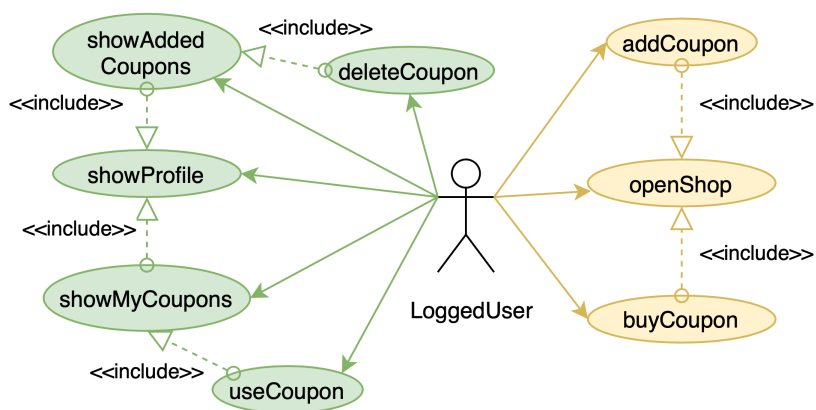 showAdded
Coupons
<<include>>
deleteCoupon
addCoupon
<<include>>
<<include>>
showProfile
openShop
<<include>>
<<include>>
showMyCoupons
LoggedUser
buyCoupon
<<include>>
useCoupon